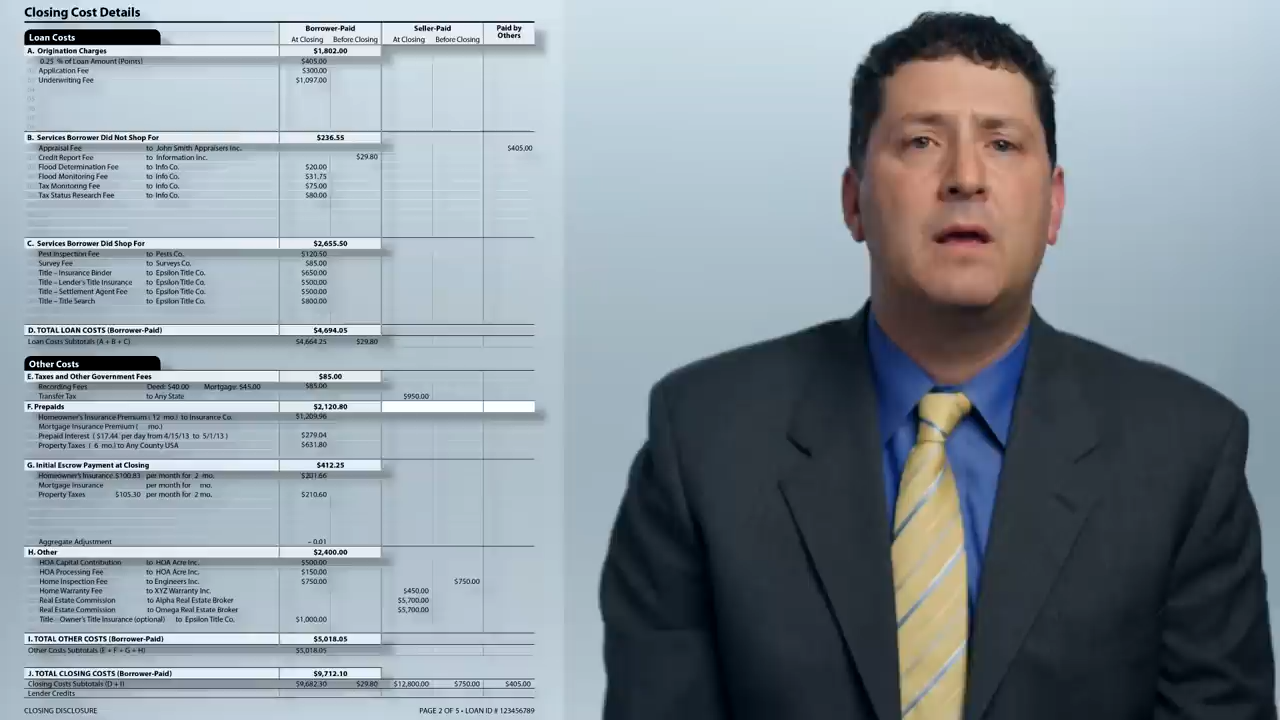 Closing Cost Details
Borrower-Paid Seller-Paid Paid by Others
Loan Costs At Closing Before Closing At Closing Before Closing
A. Origination Charges $1,802.00
0.25 % of Loan Amount (Points) $405.00
Application Fee $300.00
Underwriting Fee $1,097.00
B. Services Borrower Did Not Shop For $236.55
Appraisal Fee to John Smith Appraisers Inc. $405.00
Credit Report Fee to Information Inc. $29.80
Flood Determination Fee to Info Co. $20.00
Flood Monitoring Fee to Info Co. $31.75
Tax Monitoring Fee to Info Co. $75.00
Tax Status Research Fee to Info Co. $80.00
C. Services Borrower Did Shop For $2,655.50
Pest Inspection Fee to Pests Co. $120.50
Survey Fee to Surveys Co. $85.00
Title – Insurance Binder to Epsilon Title Co. $650.00
Title – Lender's Title Insurance to Epsilon Title Co. $500.00
Title – Settlement Agent Fee to Epsilon Title Co. $500.00
Title – Title Search to Epsilon Title Co. $800.00
D. TOTAL LOAN COSTS (Borrower-Paid) $4,694.05
Loan Costs Subtotals (A + B + C) $4,664.25 $29.80
Other Costs
E. Taxes and Other Government Fees $85.00
Recording Fees Deed: $40.00 Mortgage: $45.00 $85.00
Transfer Tax to Any State $950.00
F. Prepaids $2,120.80
Homeowner's Insurance Premium ( 12 mo.) to Insurance Co. $1,209.96
Mortgage Insurance Premium ( mo.)
Prepaid Interest ( $17.44 per day from 4/15/13 to 5/1/13 ) $279.04
Property Taxes ( 6 mo.) to Any County USA $631.80
G. Initial Escrow Payment at Closing $412.25
Homeowner's Insurance $100.83 per month for 2 mo. $201.66
Mortgage Insurance per month for mo.
Property Taxes $105.30 per month for 2 mo. $210.60
Aggregate Adjustment – 0.01
H. Other $2,400.00
HOA Capital Contribution to HOA Acre Inc. $500.00
HOA Processing Fee to HOA Acre Inc. $150.00
Home Inspection Fee to Engineers Inc. $750.00 $750.00
Home Warranty Fee to XYZ Warranty Inc. $450.00
Real Estate Commission to Alpha Real Estate Broker $5,700.00
Real Estate Commission to Omega Real Estate Broker $5,700.00
Title – Owner's Title Insurance (optional) to Epsilon Title Co. $1,000.00
I. TOTAL OTHER COSTS (Borrower-Paid) $5,018.05
Other Costs Subtotals (E + F + G + H) $5,018.05
J. TOTAL CLOSING COSTS (Borrower-Paid) $9,712.10
Closing Costs Subtotals (D + I) $9,682.30 $29.80 $12,800.00 $750.00 $405.00
Lender Credits
CLOSING DISCLOSURE PAGE 2 OF 5 • LOAN ID # 123456789